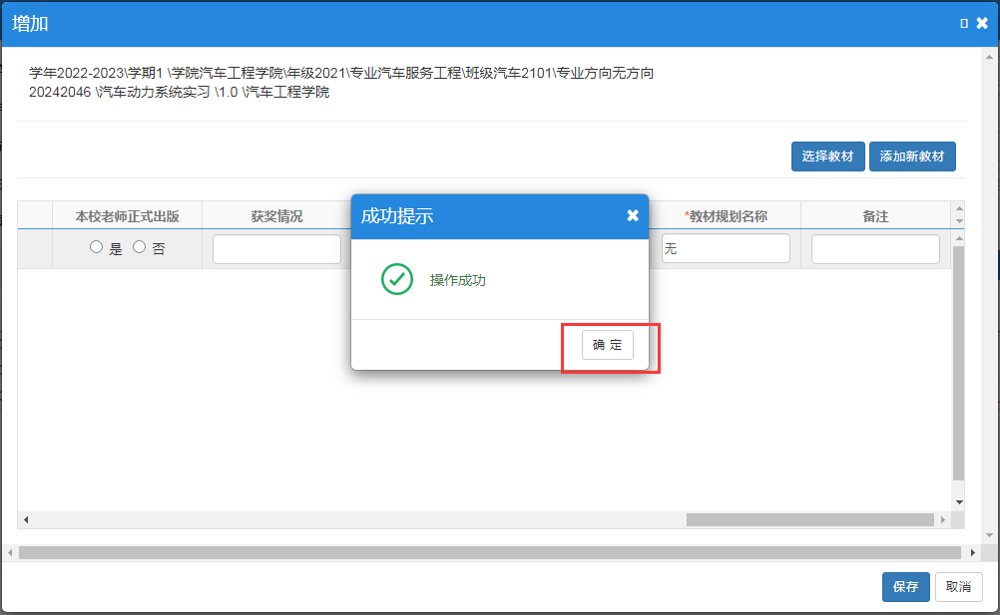 增加
学年2022-2023\学期1 \学院汽车工程学院\年级2021\专业汽车服务工程\班级汽车2101\专业方向无方向
20242046 \汽车动力系统实习 \1.0 \汽车工程学院
选择教材 添加新教材
本校老师正式出版 获奖情况 *教材规划名称 备注
是 否 无
成功提示
操作成功
确 定
保存 取消